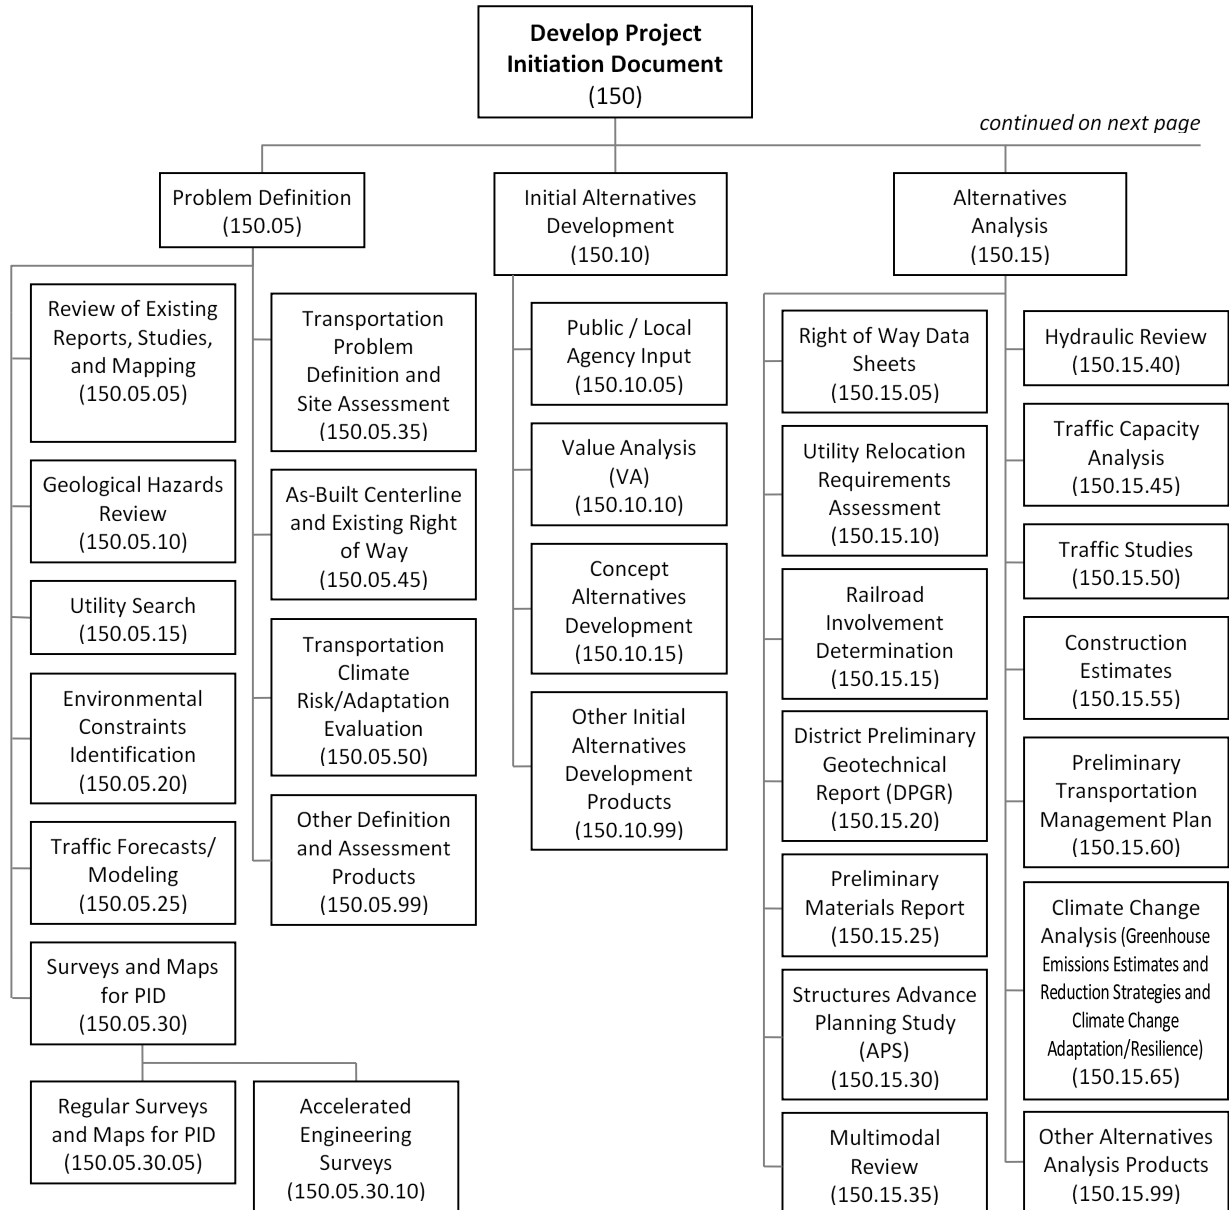 Develop Project
Initiation Document
(150)
continued on next page
Problem Definition
(150.05)
Review of Existing
Reports, Studies,
and Mapping
(150.05.05)
Geological Hazards
Review
(150.05.10)
Utility Search
(150.05.15)
Environmental
Constraints
Identification
(150.05.20)
Traffic Forecasts/
Modeling
(150.05.25)
Surveys and Maps
for PID
(150.05.30)
Regular Surveys
and Maps for PID
(150.05.30.05)
Accelerated
Engineering
Surveys
(150.05.30.10)
Transportation
Problem
Definition and
Site Assessment
(150.05.35)
As-Built Centerline
and Existing Right
of Way
(150.05.45)
Transportation
Climate
Risk/Adaptation
Evaluation
(150.05.50)
Other Definition
and Assessment
Products
(150.05.99)
Initial Alternatives
Development
(150.10)
Public / Local
Agency Input
(150.10.05)
Value Analysis
(VA)
(150.10.10)
Concept
Alternatives
Development
(150.10.15)
Other Initial
Alternatives
Development
Products
(150.10.99)
Alternatives
Analysis
(150.15)
Right of Way Data
Sheets
(150.15.05)
Utility Relocation
Requirements
Assessment
(150.15.10)
Railroad
Involvement
Determination
(150.15.15)
District Preliminary
Geotechnical
Report (DPGR)
(150.15.20)
Preliminary
Materials Report
(150.15.25)
Structures Advance
Planning Study
(APS)
(150.15.30)
Multimodal
Review
(150.15.35)
Hydraulic Review
(150.15.40)
Traffic Capacity
Analysis
(150.15.45)
Traffic Studies
(150.15.50)
Construction
Estimates
(150.15.55)
Preliminary
Transportation
Management Plan
(150.15.60)
Climate Change
Analysis (Greenhouse
Emissions Estimates and
Reduction Strategies and
Climate Change
Adaptation/Resilience)
(150.15.65)
Other Alternatives
Analysis Products
(150.15.99)